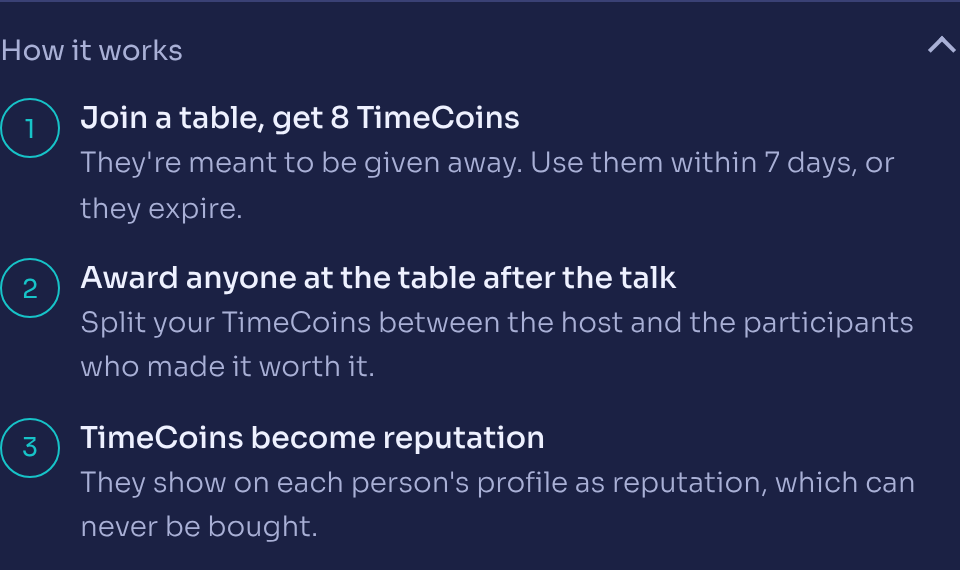 How it works
1
Join a table, get 8 TimeCoins
They're meant to be given away. Use them within 7 days, or
they expire.
2
Award anyone at the table after the talk
Split your TimeCoins between the host and the participants
who made it worth it.
3
TimeCoins become reputation
They show on each person's profile as reputation, which can
never be bought.